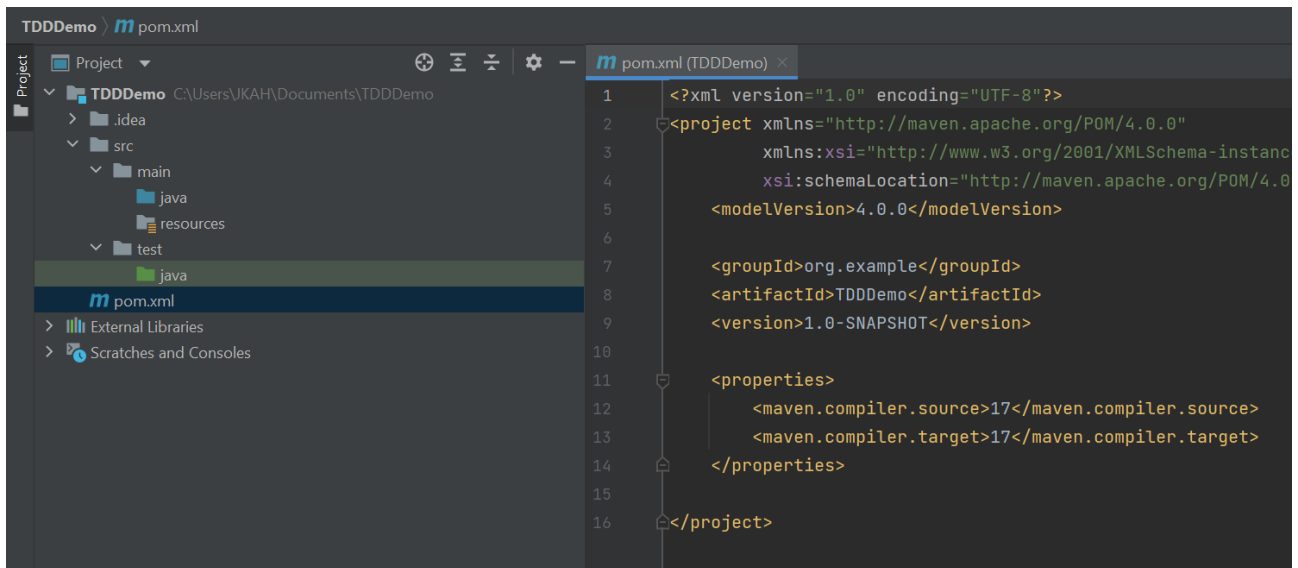 TDDDemo pom.xml
Project
Project
pom.xml (TDDDemo)
TDDDemo C:\Users\JKAH\Documents\TDDDemo
.idea
src
main
java
resources
test
java
pom.xml
External Libraries
Scratches and Consoles
1 <?xml version="1.0" encoding="UTF-8"?>
2 <project xmlns="http://maven.apache.org/POM/4.0.0"
3 xmlns:xsi="http://www.w3.org/2001/XMLSchema-instanc
4 xsi:schemaLocation="http://maven.apache.org/POM/4.0
5 <modelVersion>4.0.0</modelVersion>
6
7 <groupId>org.example</groupId>
8 <artifactId>TDDDemo</artifactId>
9 <version>1.0-SNAPSHOT</version>
10
11 <properties>
12 <maven.compiler.source>17</maven.compiler.source>
13 <maven.compiler.target>17</maven.compiler.target>
14 </properties>
15
16 </project>